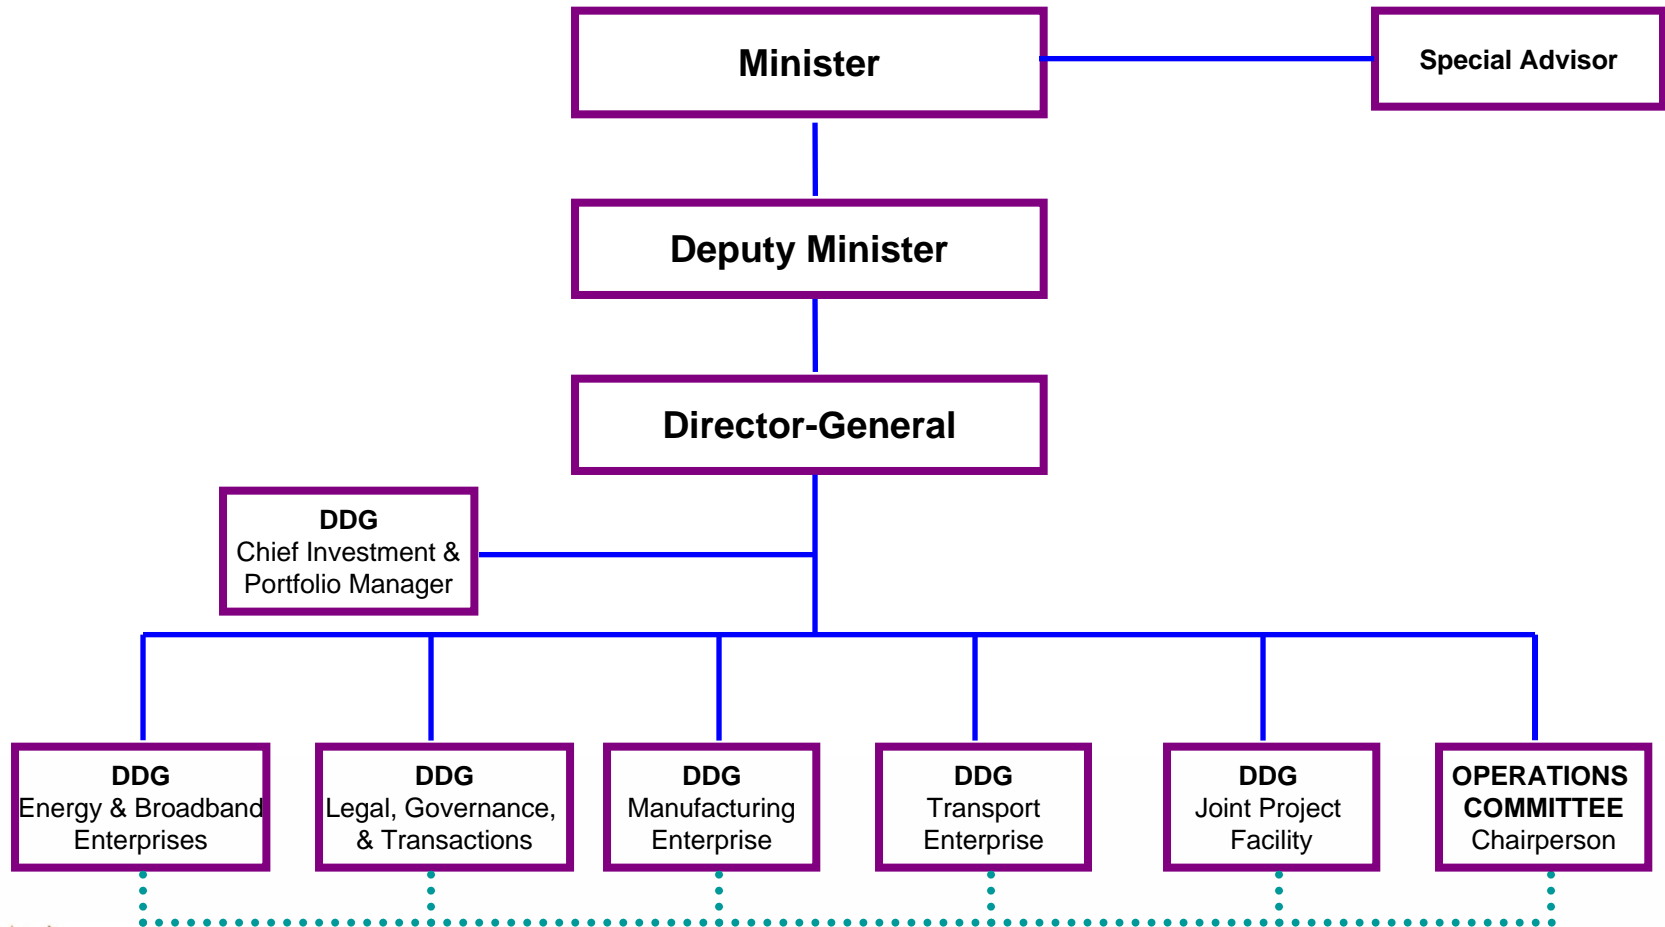 Minister
Special Advisor
Deputy Minister
Director-General
DDG
Chief Investment &
Portfolio Manager
DDG
Energy & Broadband
Enterprises
DDG
Legal, Governance,
& Transactions
DDG
Manufacturing
Enterprise
DDG
Transport
Enterprise
DDG
Joint Project
Facility
OPERATIONS
COMMITTEE
Chairperson